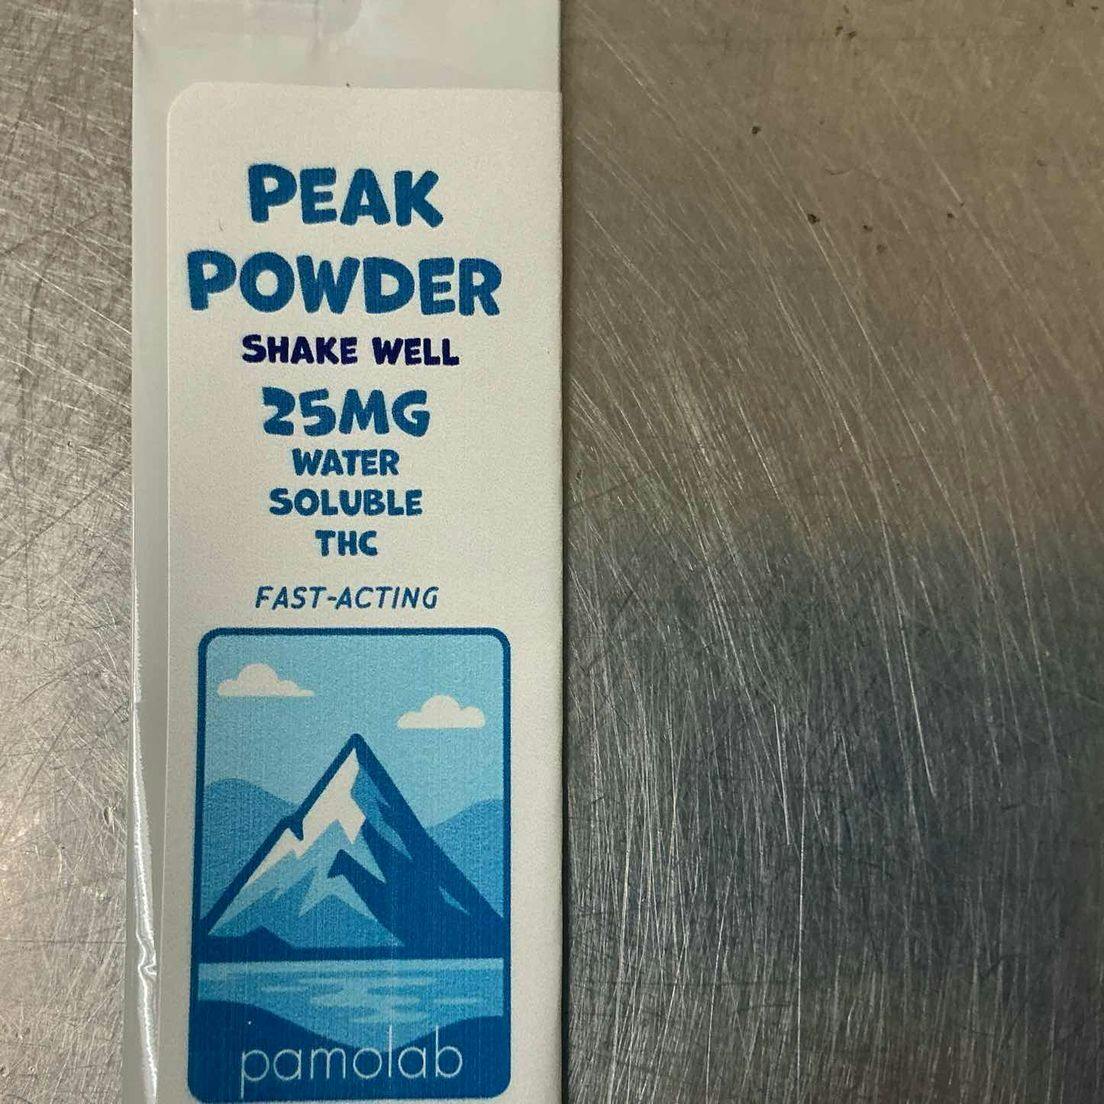 PEAK
POWDER
SHAKE WELL
25MG
WATER
SOLUBLE
THC
FAST-ACTING
pamolab